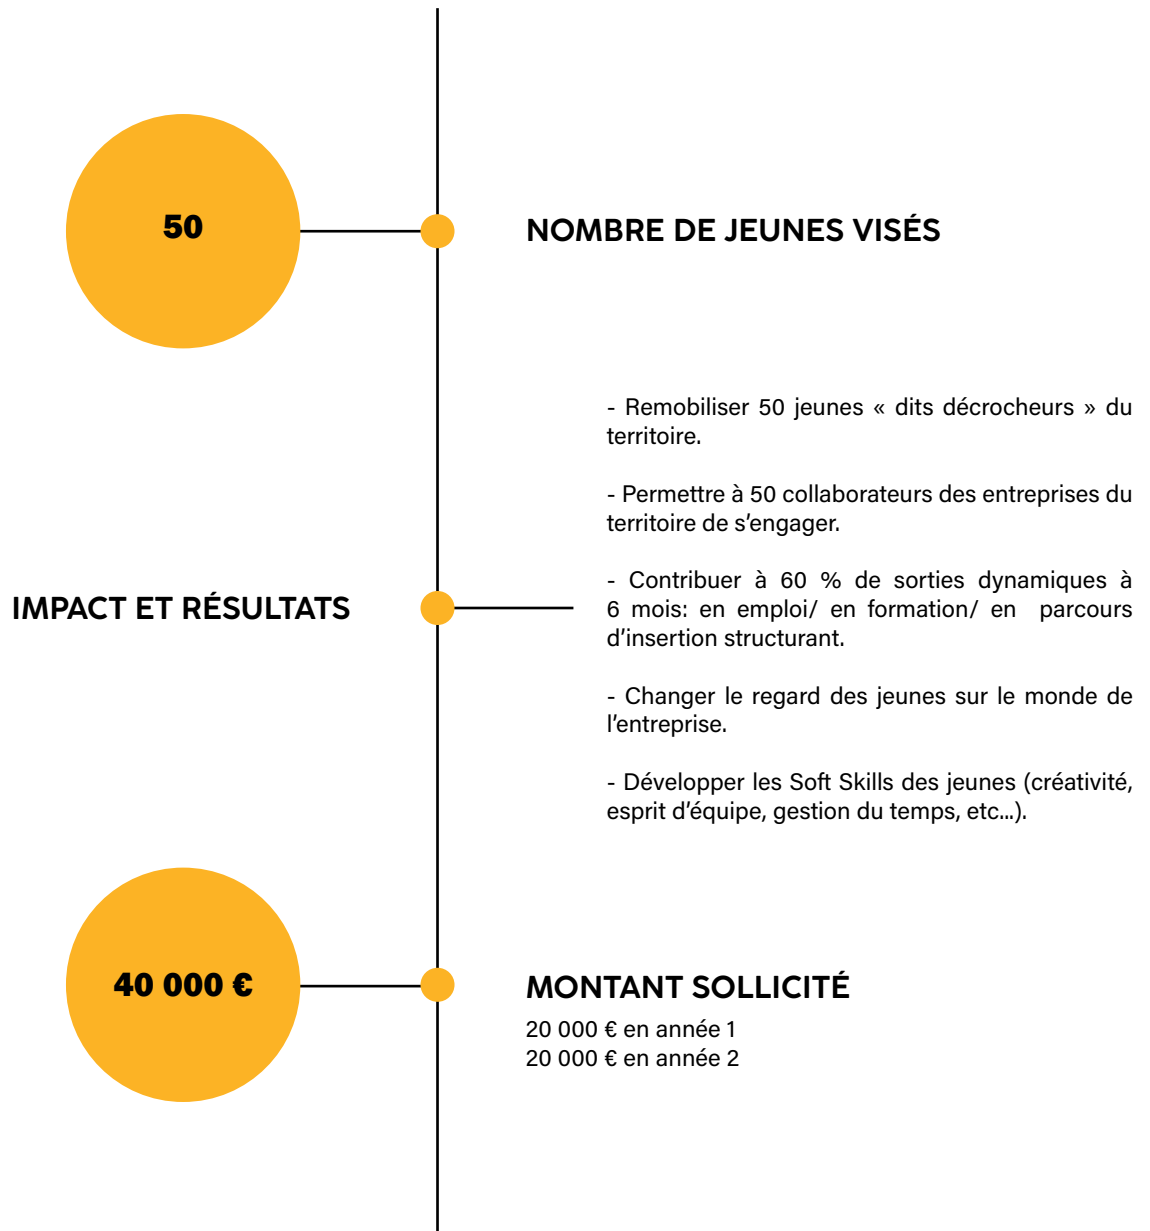 50
NOMBRE DE JEUNES VISÉS
- Remobiliser 50 jeunes « dits décrocheurs » du
territoire.
- Permettre à 50 collaborateurs des entreprises du
territoire de s’engager.
IMPACT ET RÉSULTATS
- Contribuer à 60 % de sorties dynamiques à
6 mois: en emploi/ en formation/ en parcours
d’insertion structurant.
- Changer le regard des jeunes sur le monde de
l’entreprise.
- Développer les Soft Skills des jeunes (créativité,
esprit d’équipe, gestion du temps, etc...).
40 000 €
MONTANT SOLLICITÉ
20 000 € en année 1
20 000 € en année 2